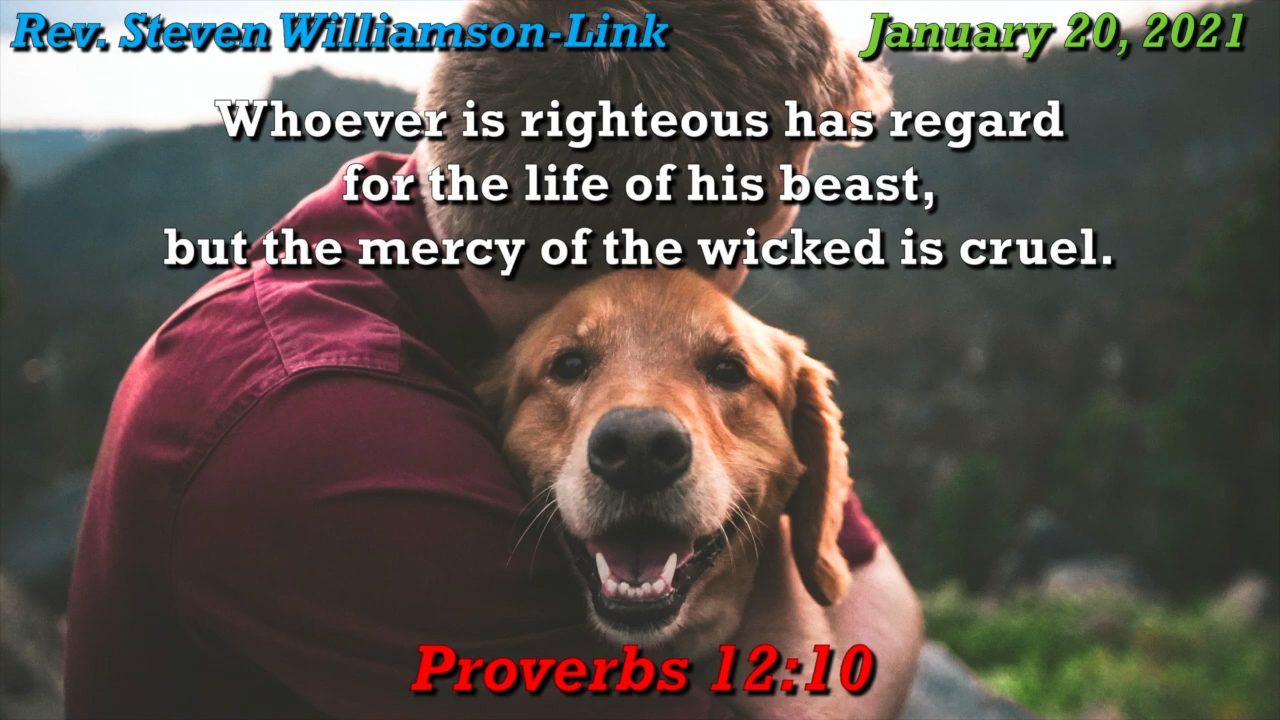 Rev. Steven Williamson-Link
January 20, 2021
Whoever is righteous has regard
for the life of his beast,
but the mercy of the wicked is cruel.
Proverbs 12:10